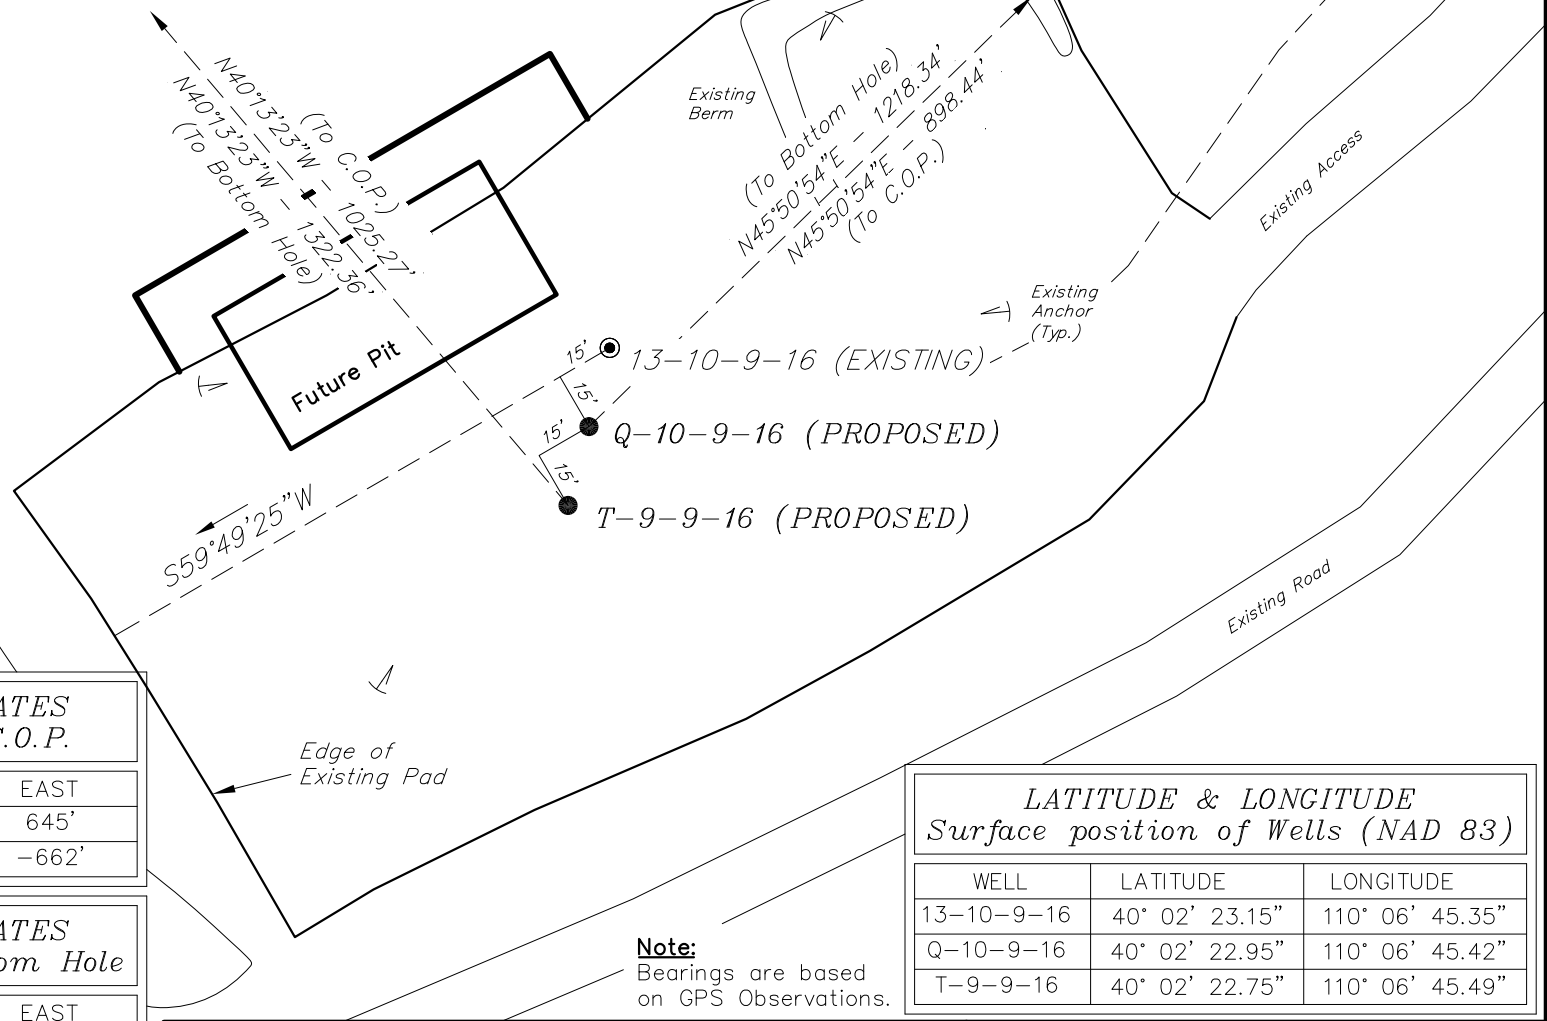 N40°13'23"W - 1025.27'
(To C.O.P.)
N40°13'23"W - 1322.36'
(To Bottom Hole)
Existing
Berm
(To Bottom Hole)
N45°50'54"E - 1218.34'
N45°50'54"E - 898.44'
(To C.O.P.)
Existing Access
Existing
Anchor
(Typ.)
Future Pit
15'
13-10-9-16 (EXISTING)
15'
15'
Q-10-9-16 (PROPOSED)
15'
T-9-9-16 (PROPOSED)
S59°49'25"W
Existing Road
Edge of
Existing Pad
ATES
.O.P.
EAST
645'
-662'
ATES
om Hole
EAST
Note:
Bearings are based
on GPS Observations.
LATITUDE & LONGITUDE
Surface position of Wells (NAD 83)
WELL LATITUDE LONGITUDE
13-10-9-16 40° 02' 23.15" 110° 06' 45.35"
Q-10-9-16 40° 02' 22.95" 110° 06' 45.42"
T-9-9-16 40° 02' 22.75" 110° 06' 45.49"